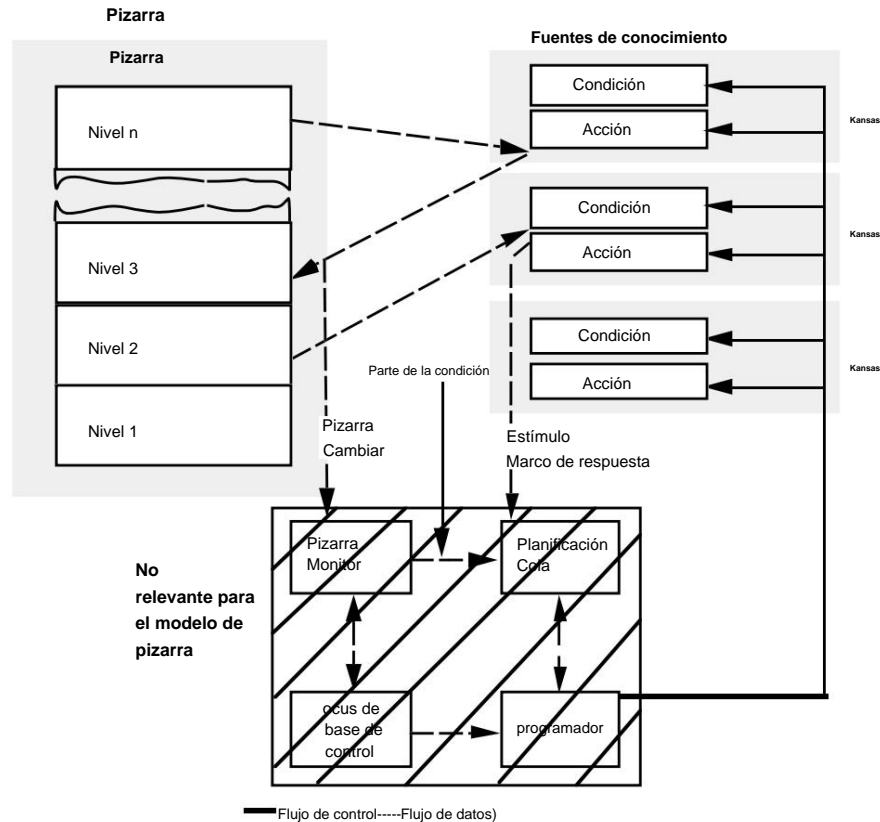 Pizarra
Pizarra
Nivel n
Nivel 3
Nivel 2
Nivel 1
Fuentes de conocimiento
Condición
Acción
Kansas
Condición
Acción
Kansas
Condición
Acción
Kansas
Parte de la condición
Pizarra
Cambiar
Estímulo
Marco de respuesta
No
relevante para
el modelo de
pizarra
Pizarra
Monitor
Planificación
Cola
ocus de
base de
control
programador
Flujo de control-----Flujo de datos)